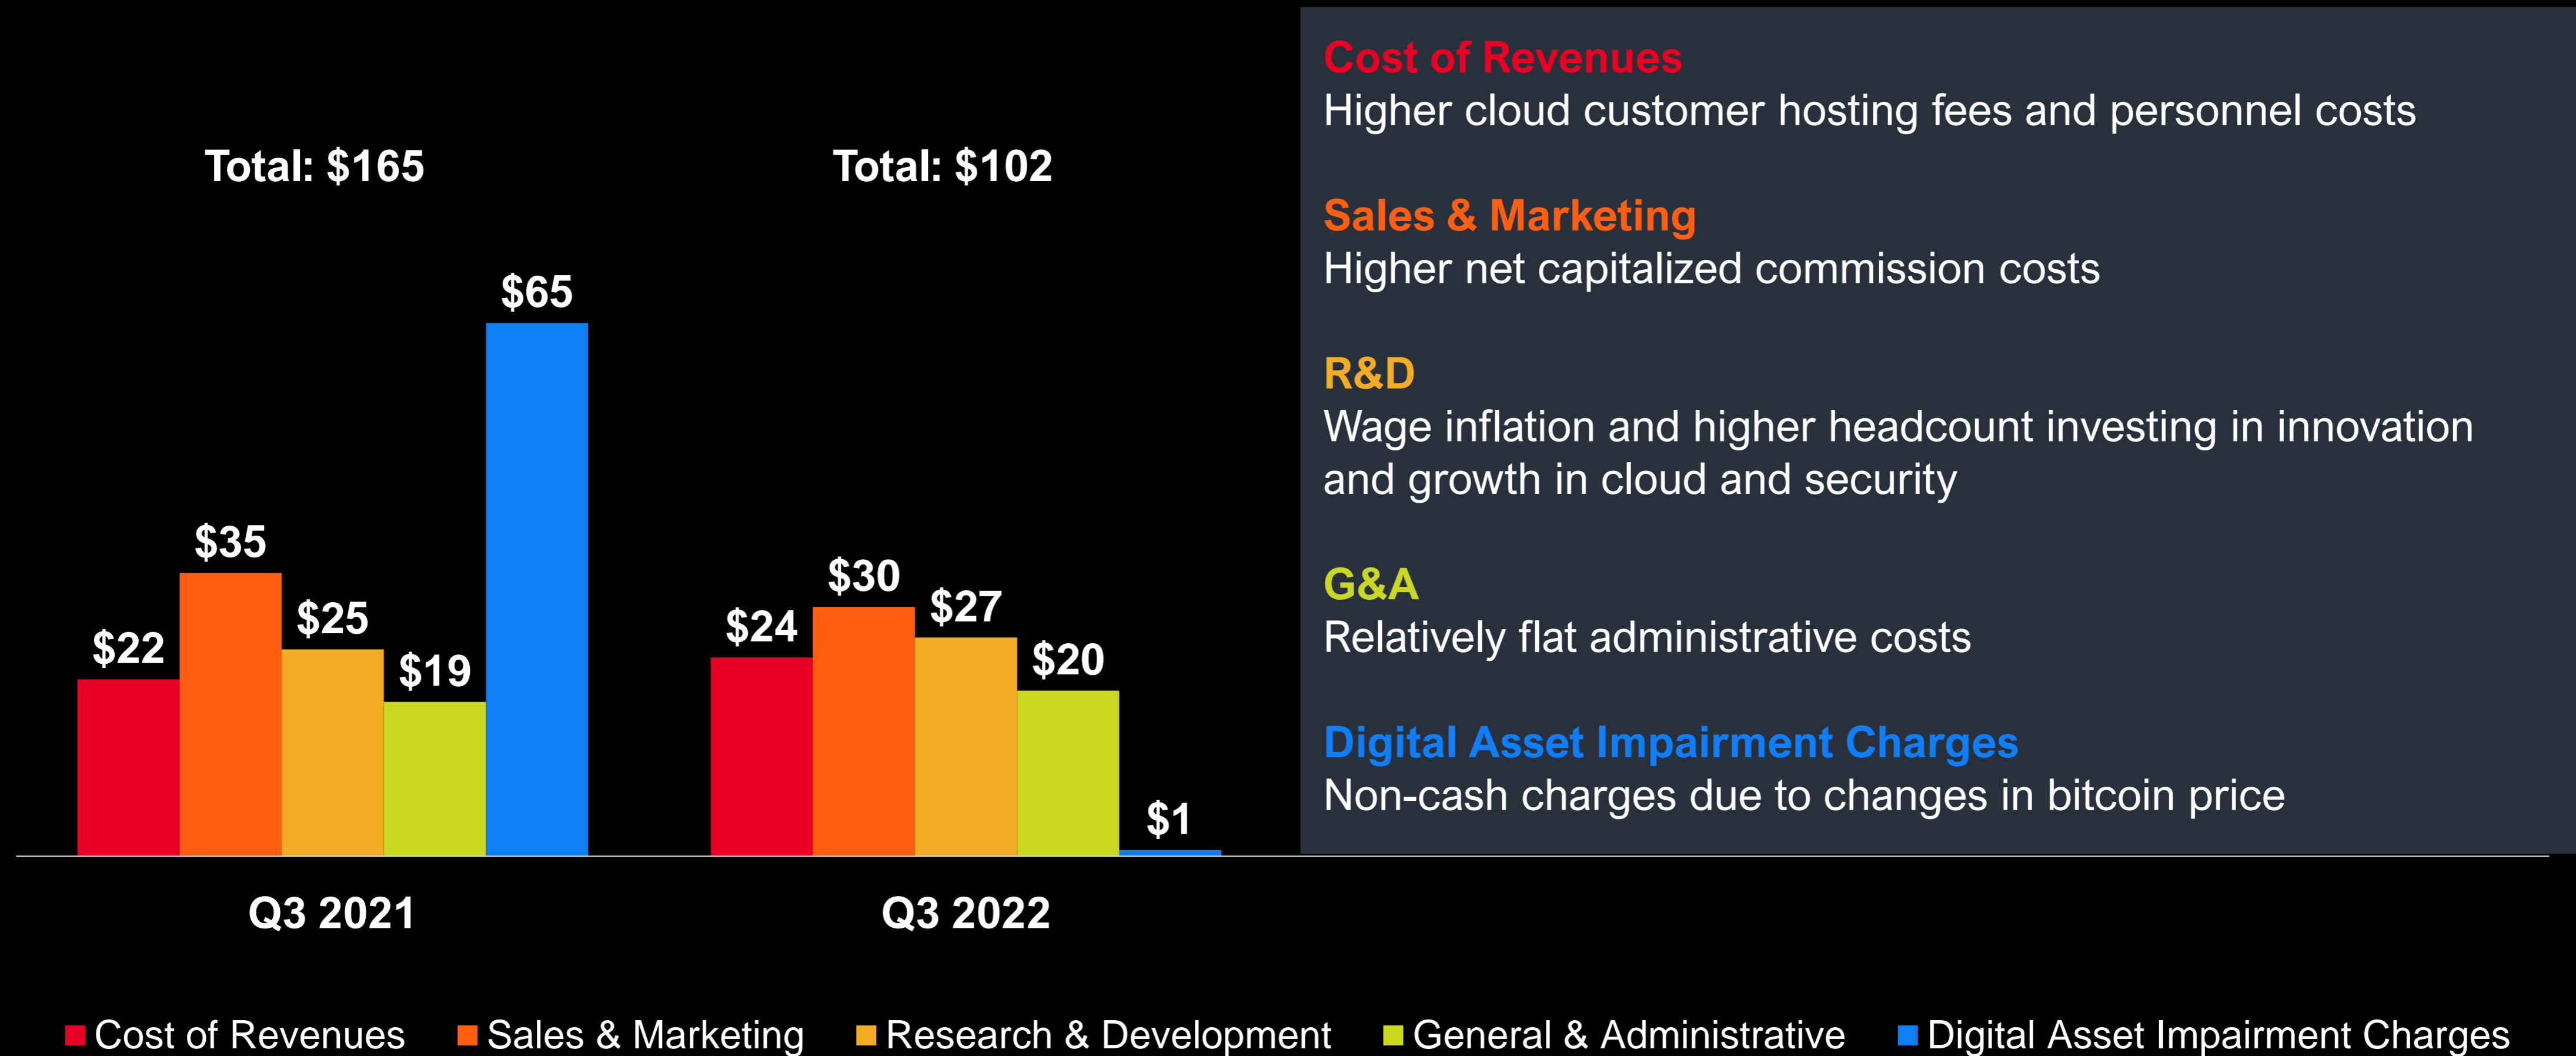 Total: $165
Total: $102
$22
$35
$25
$19
$65
$24
$30
$27
$20
$1
Q3 2021
Q3 2022
Cost of Revenues
Higher cloud customer hosting fees and personnel costs
Sales & Marketing
Higher net capitalized commission costs
R&D
Wage inflation and higher headcount investing in innovation
and growth in cloud and security
G&A
Relatively flat administrative costs
Digital Asset Impairment Charges
Non-cash charges due to changes in bitcoin price
Cost of Revenues
Sales & Marketing
Research & Development
General & Administrative
Digital Asset Impairment Charges